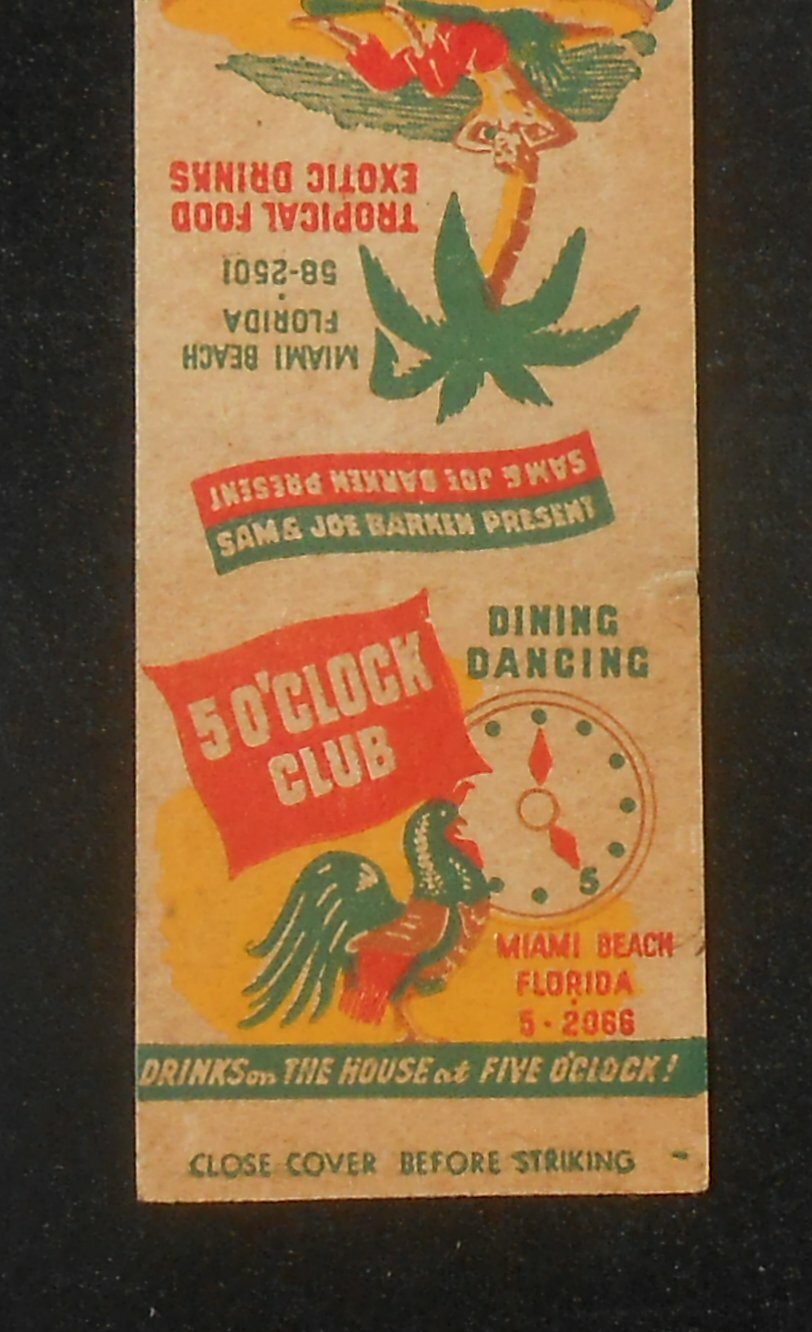 EXOTIC DRINKS
TROPICAL FOOD
58-2501
FLORIDA
MIAMI BEACH
SAM & JOE BARKEN PRESENT
SAM & JOE BARKEN PRESENT
DINING
DANCING
5 O'CLOCK
CLUB
5
MIAMI BEACH
FLORIDA
5-2066
DRINKS on THE HOUSE at FIVE O'CLOCK!
CLOSE COVER BEFORE STRIKING